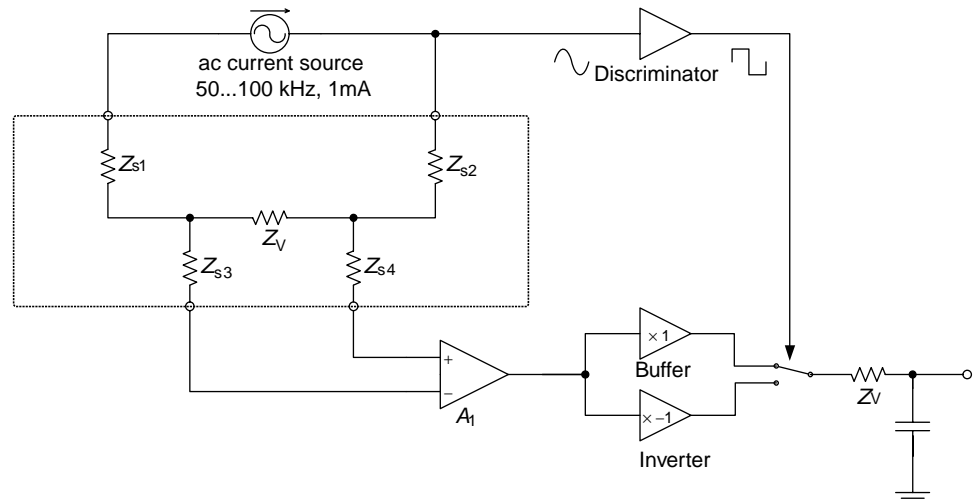 ac current source
50...100 kHz, 1mA
Discriminator
Zs1
Zs2
ZV
Zs3
Zs4
+
−
A1
× 1
Buffer
× −1
Inverter
ZV